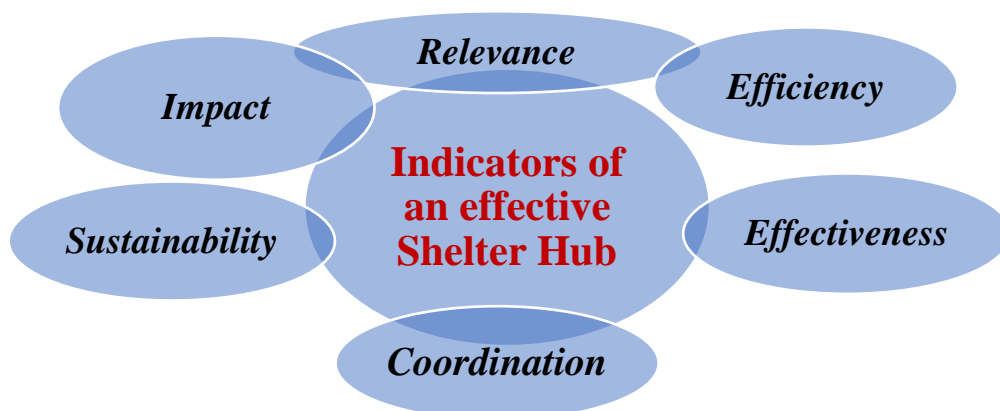 Relevance
Impact
Efficiency
Indicators of
an effective
Shelter Hub
Sustainability
Effectiveness
Coordination